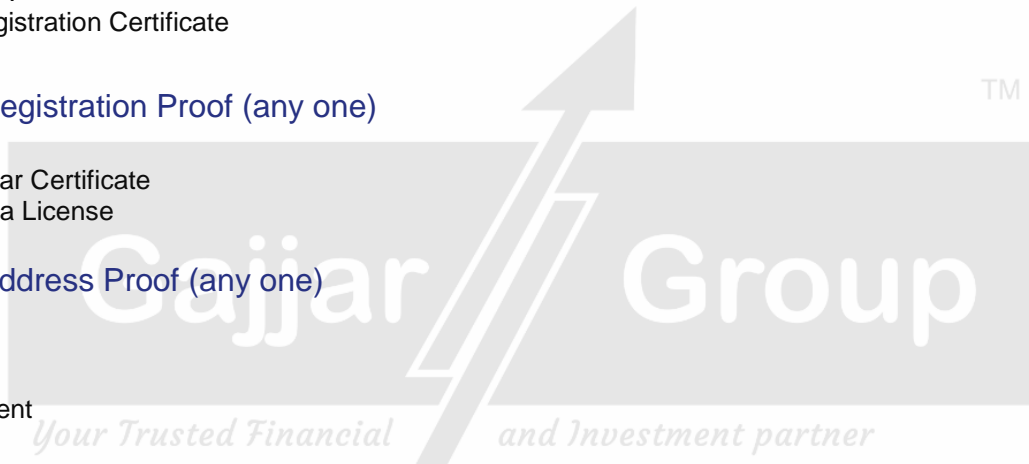 gistration Certificate
egistration Proof (any one)
TM
ar Certificate
a License
Gajjar Group
ddress Proof (any one)
ent
Your Trusted Financial and Investment partner